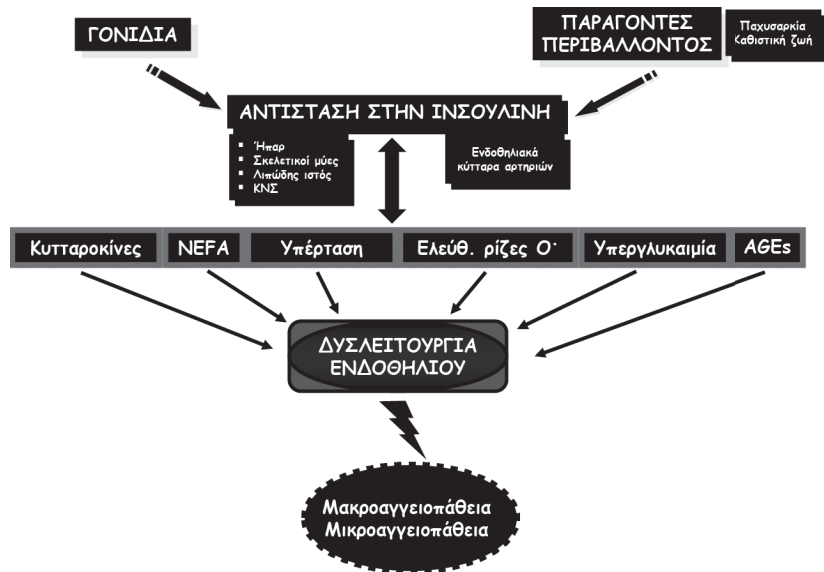 ΓΟΝΙΔΙΑ
ΠΑΡΑΓΟΝΤΕΣ
ΠΕΡΙΒΑΛΛΟΝΤΟΣ
Παχυσαρκία
Καθιστική ζωή
ΑΝΤΙΣΤΑΣΗ ΣΤΗΝ ΙΝΣΟΥΛΙΝΗ
▪ Ήπαρ
▪ Σκελετικοί μύες
▪ Λιπώδης ιστός
▪ ΚΝΣ
Ενδοθηλιακά
κύτταρα αρτηριών
Κυτταροκίνες
NEFA
Υπέρταση
Ελεύθ. ρίζες Ο˙
Υπεργλυκαιμία
AGEs
ΔΥΣΛΕΙΤΟΥΡΓΙΑ
ΕΝΔΟΘΗΛΙΟΥ
Μακροαγγειοπάθεια
Μικροαγγειοπάθεια